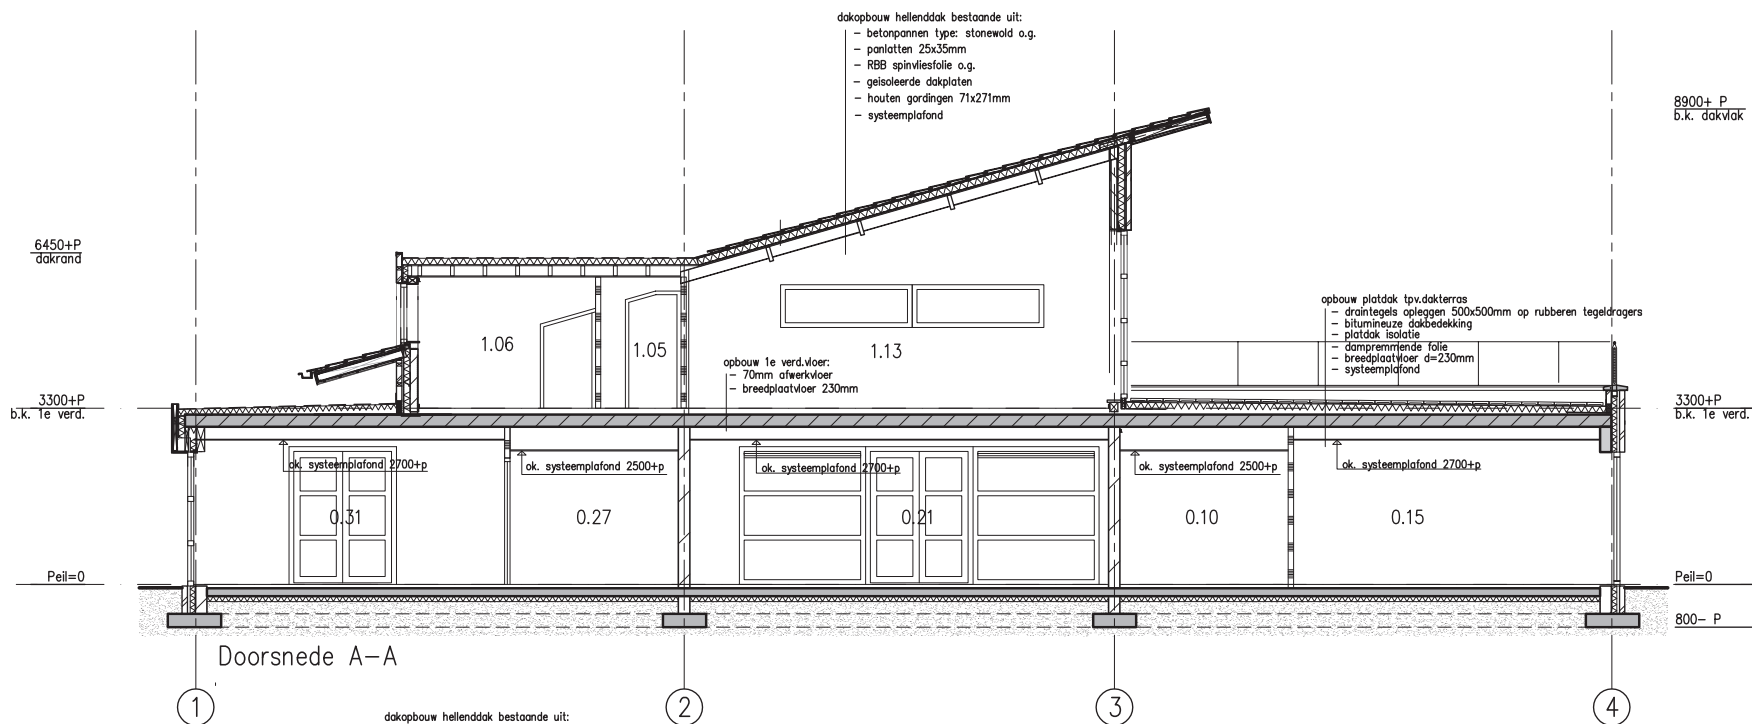 dakopbouw hellenddak bestaande uit:
- betonpannen type: stonewold o.g.
- panlatten 25x35mm
- RBB spinvliesfolie o.g.
- geisoleerde dakplaten
- houten gordingen 71x271mm
- systeemplafond
8900+ P
b.k. dakvlak
6450+P
dakrand
opbouw platdak tpv.dakterras
- draintegels opleggen 500x500mm op rubberen tegeldragers
- bitumineuze dakbedekking
- platdak isolatie
- dampremmende folie
- breedplaatvloer d=230mm
- systeemplafond
1.06
1.05
1.13
opbouw 1e verd.vloer:
- 70mm afwerkvloer
- breedplaatvloer 230mm
3300+P
b.k. 1e verd.
3300+P
b.k. 1e verd.
ok. systeemplafond 2700+p
ok. systeemplafond 2500+p
ok. systeemplafond 2700+p
ok. systeemplafond 2500+p
ok. systeemplafond 2700+p
0.31
0.27
0.21
0.10
0.15
Peil=0
Peil=0
800- P
Doorsnede A-A
1
2
3
4
dakopbouw hellenddak bestaande uit: